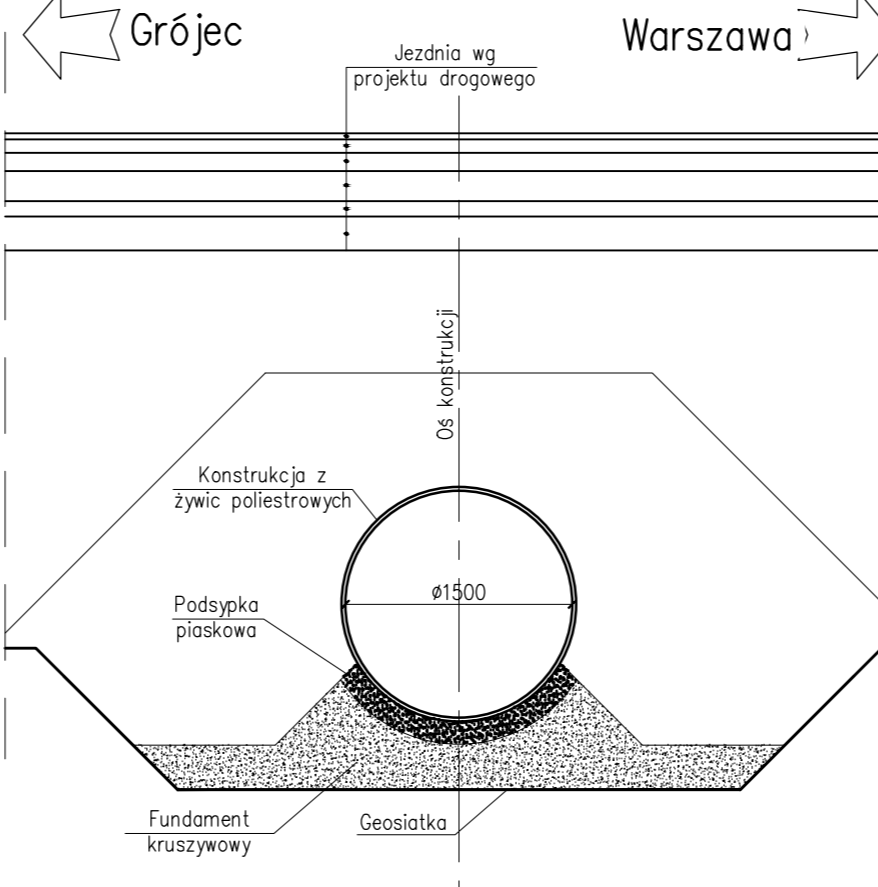 Grójec
Warszawa
Jezdnia wg
projektu drogowego
Oś konstrukcji
Konstrukcja z
żywic poliestrowych
ø1500
Podsypka
piaskowa
Fundament
kruszywowy
Geosiatka